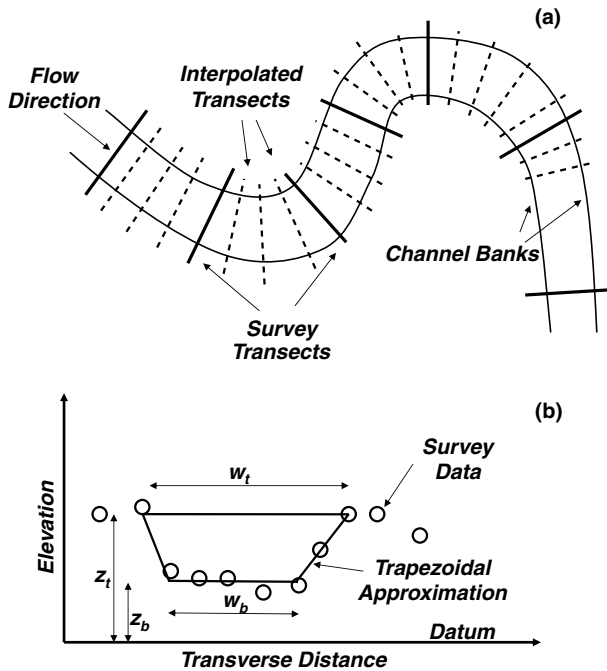 (a)
Flow
Direction
Interpolated
Transects
Channel Banks
Survey
Transects
(b)
Elevation
w_t
Survey
Data
z_t
Trapezoidal
Approximation
w_b
z_b
Datum
Transverse Distance